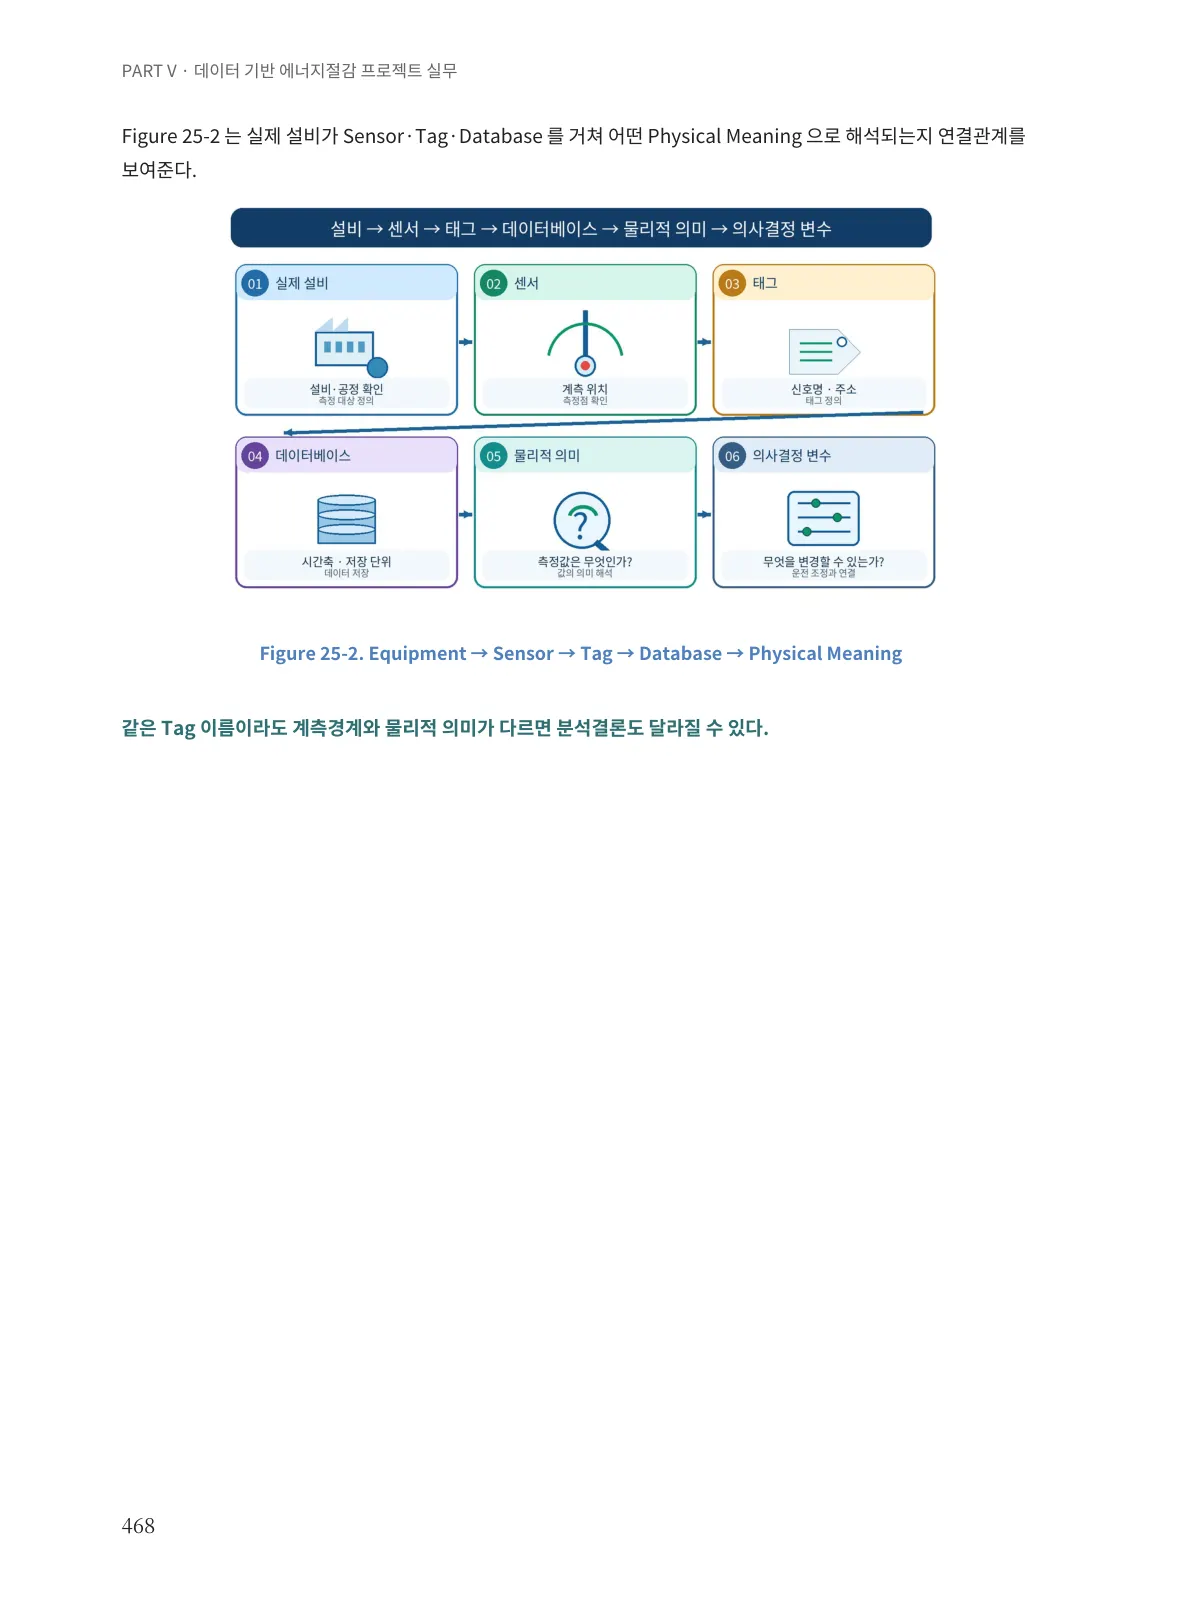 PART V · 데이터 기반 에너지절감 프로젝트 실무
Figure 25-2 는 실제 설비가 Sensor·Tag·Database 를 거쳐 어떤 Physical Meaning 으로 해석되는지 연결관계를
보여준다.
설비 → 센서 → 태그 → 데이터베이스 → 물리적 의미 → 의사결정 변수
01 실제 설비
설비·공정 확인
측정 대상 정의
02 센서
계측 위치
측정점 확인
03 태그
신호명 · 주소
태그 정의
04 데이터베이스
시간축 · 저장 단위
데이터 저장
05 물리적 의미
?
측정값은 무엇인가?
값의 의미 해석
06 의사결정 변수
무엇을 변경할 수 있는가?
운전 조정과 연결
Figure 25-2. Equipment → Sensor → Tag → Database → Physical Meaning
같은 Tag 이름이라도 계측경계와 물리적 의미가 다르면 분석결론도 달라질 수 있다.
468